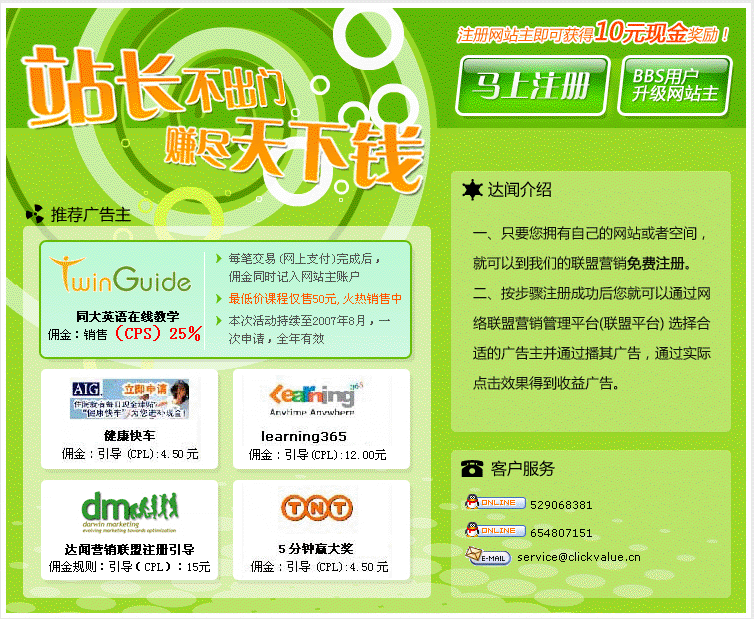 站长不出门
赚尽天下钱
注册网站主即可获得10元现金奖励！
马上注册
BBS用户
升级网站主
推荐广告主
TwinGuide
同大英语在线教学
佣金：销售（CPS）25%
每笔交易(网上支付)完成后，
佣金同时记入网站主账户
最低价课程仅售50元,火热销售中
本次活动持续至2007年8月，一
次申请，全年有效
AIG 立即申请
"健康快车"为您进补现金!
健康快车
佣金：引导(CPL):4.50元
Learning365
Anytime Anywhere
learning365
佣金：引导(CPL):12.00元
dm
darwin marketing
evolving marketing towards optimization
达闻营销联盟注册引导
佣金规则：引导（CPL）：15元
TNT
5分钟赢大奖
佣金：引导(CPL):4.50元
达闻介绍
一、只要您拥有自己的网站或者空间，
就可以到我们的联盟营销免费注册。
二、按步骤注册成功后您就可以通过网
络联盟营销管理平台(联盟平台)选择合
适的广告主并通过播其广告，通过实际
点击效果得到收益广告。
客户服务
ONLINE 529068381
ONLINE 654807151
E-MAIL service@clickvalue.cn